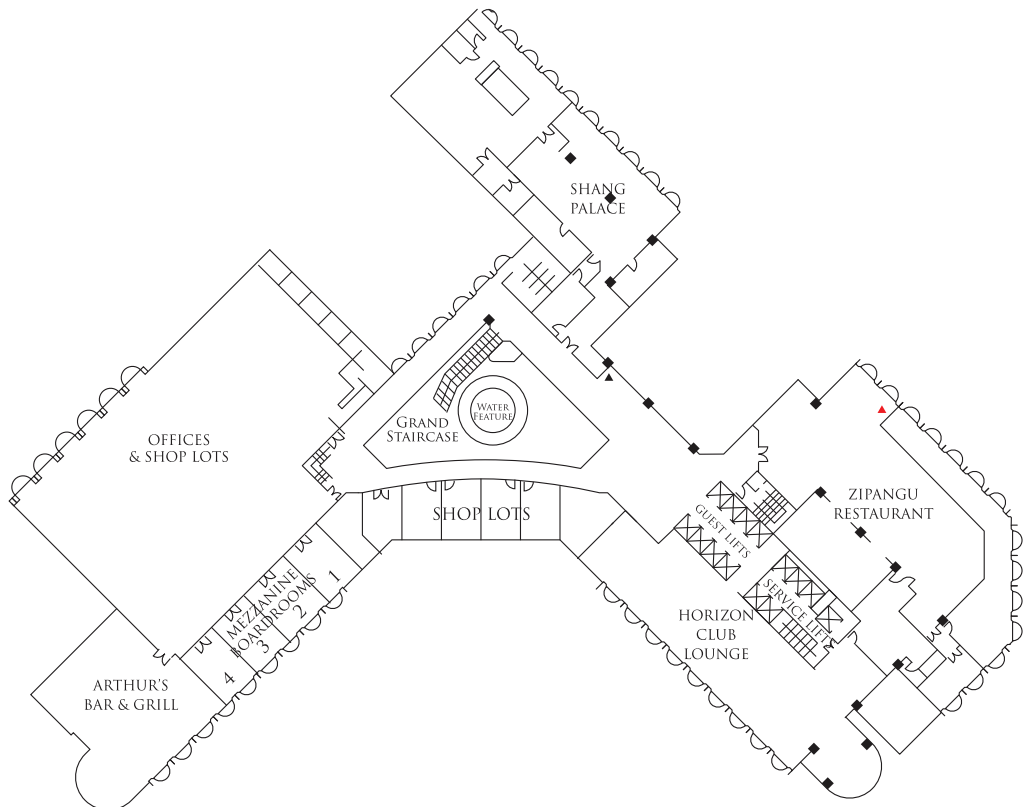 SHANG
PALACE
WATER
FEATURE
GRAND
STAIRCASE
OFFICES
& SHOP LOTS
SHOP LOTS
ZIPANGU
RESTAURANT
GUEST LIFTS
SERVICE LIFTS
HORIZON
CLUB
LOUNGE
MEZZANINE
BOARDROOMS
1
2
3
4
ARTHUR'S
BAR & GRILL